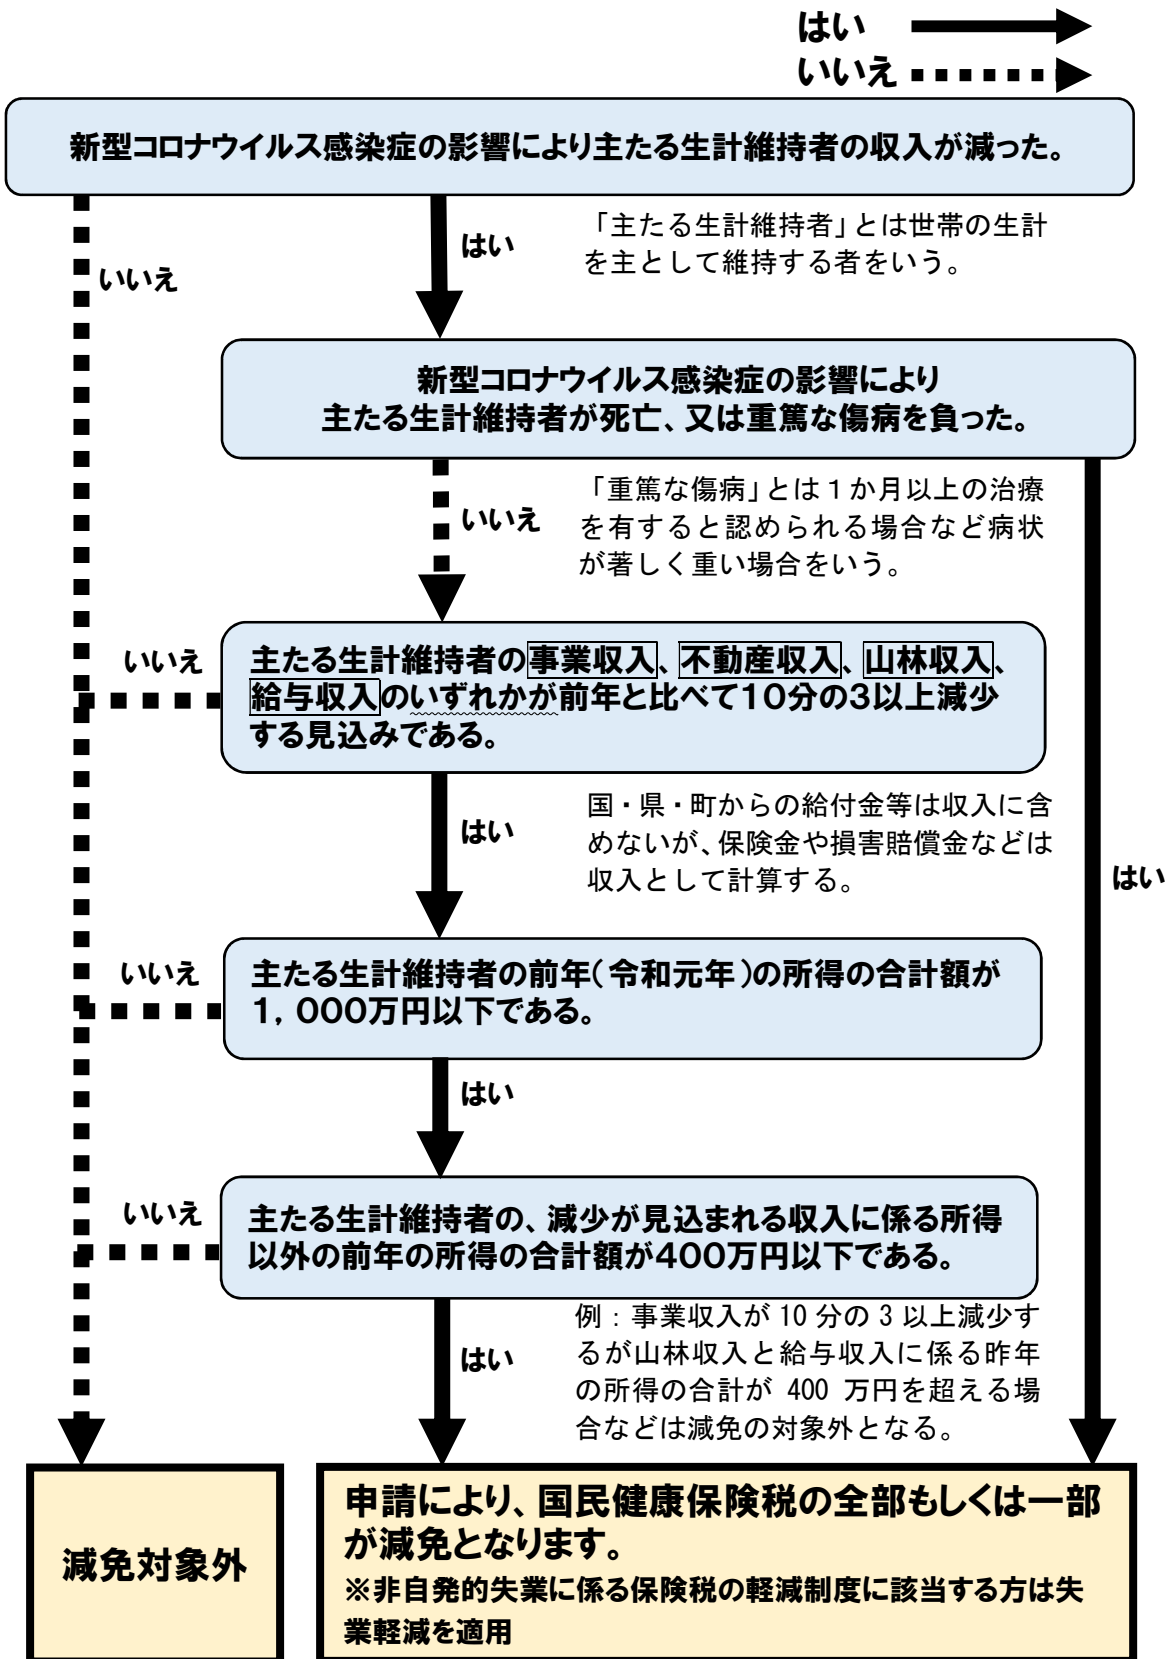 はい
いいえ
新型コロナウイルス感染症の影響により主たる生計維持者の収入が減った。
いいえ
はい
「主たる生計維持者」とは世帯の生計
を主として維持する者をいう。
新型コロナウイルス感染症の影響により
主たる生計維持者が死亡、又は重篤な傷病を負った。
いいえ
「重篤な傷病」とは１か月以上の治療
を有すると認められる場合など病状
が著しく重い場合をいう。
いいえ
主たる生計維持者の事業収入、不動産収入、山林収入、
給与収入のいずれかが前年と比べて１０分の３以上減少
する見込みである。
はい
国・県・町からの給付金等は収入に含
めないが、保険金や損害賠償金などは
収入として計算する。
はい
いいえ
主たる生計維持者の前年（令和元年）の所得の合計額が
１，０００万円以下である。
はい
いいえ
主たる生計維持者の、減少が見込まれる収入に係る所得
以外の前年の所得の合計額が４００万円以下である。
はい
例：事業収入が 10 分の 3 以上減少す
るが山林収入と給与収入に係る昨年
の所得の合計が 400 万円を超える場
合などは減免の対象外となる。
減免対象外
申請により、国民健康保険税の全部もしくは一部
が減免となります。
※非自発的失業に係る保険税の軽減制度に該当する方は失
業軽減を適用